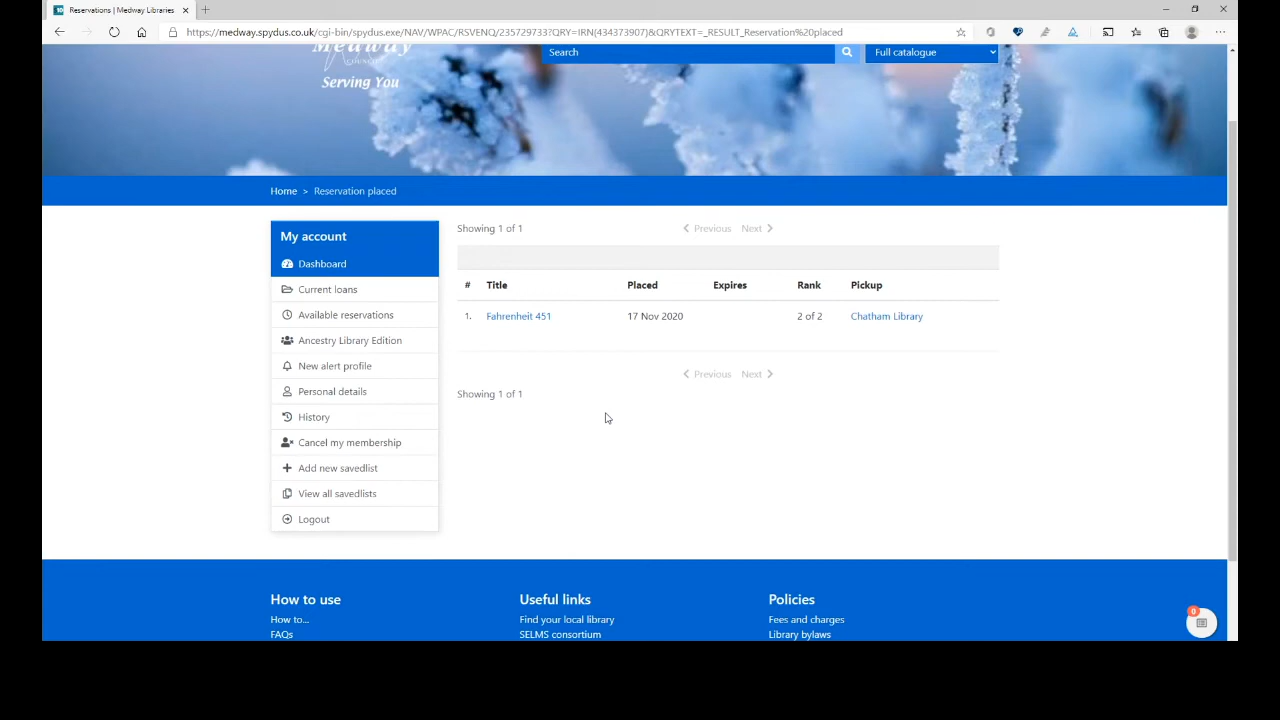 Reservations | Medway Libraries
https://medway.spydus.co.uk/cgi-bin/spydus.exe/NAV/WPAC/RSVENQ/235729733?QRY=IRN(434373907)&QRYTEXT=_RESULT_Reservation%20placed
Medway
Serving You
Search
Full catalogue
Home > Reservation placed
My account
Dashboard
Current loans
Available reservations
Ancestry Library Edition
New alert profile
Personal details
History
Cancel my membership
Add new savedlist
View all savedlists
Logout
Showing 1 of 1 Previous Next
# Title Placed Expires Rank Pickup
1. Fahrenheit 451 17 Nov 2020 2 of 2 Chatham Library
Previous Next
Showing 1 of 1
How to use
How to...
FAQs
Useful links
Find your local library
SELMS consortium
Policies
Fees and charges
Library bylaws
0